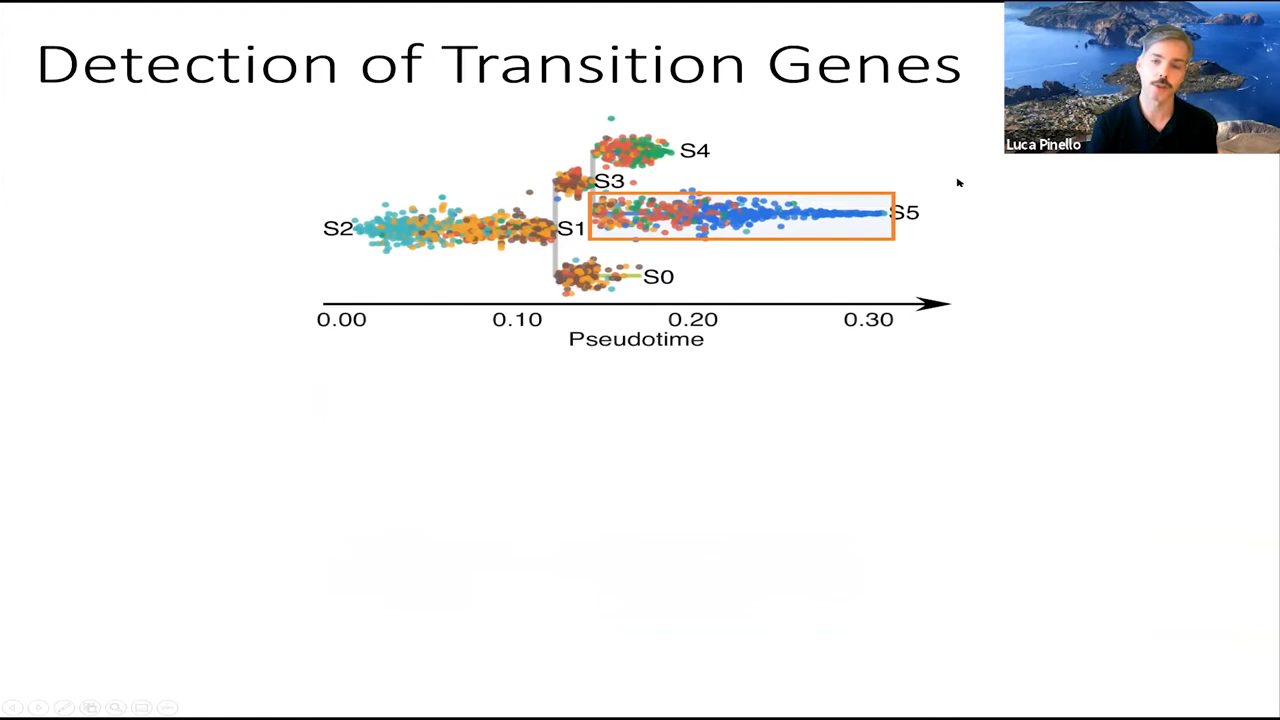 Detection of Transition Genes
Luca Pinello
S4
S3
S2
S1
S5
S0
0.00 0.10 0.20 0.30
Pseudotime